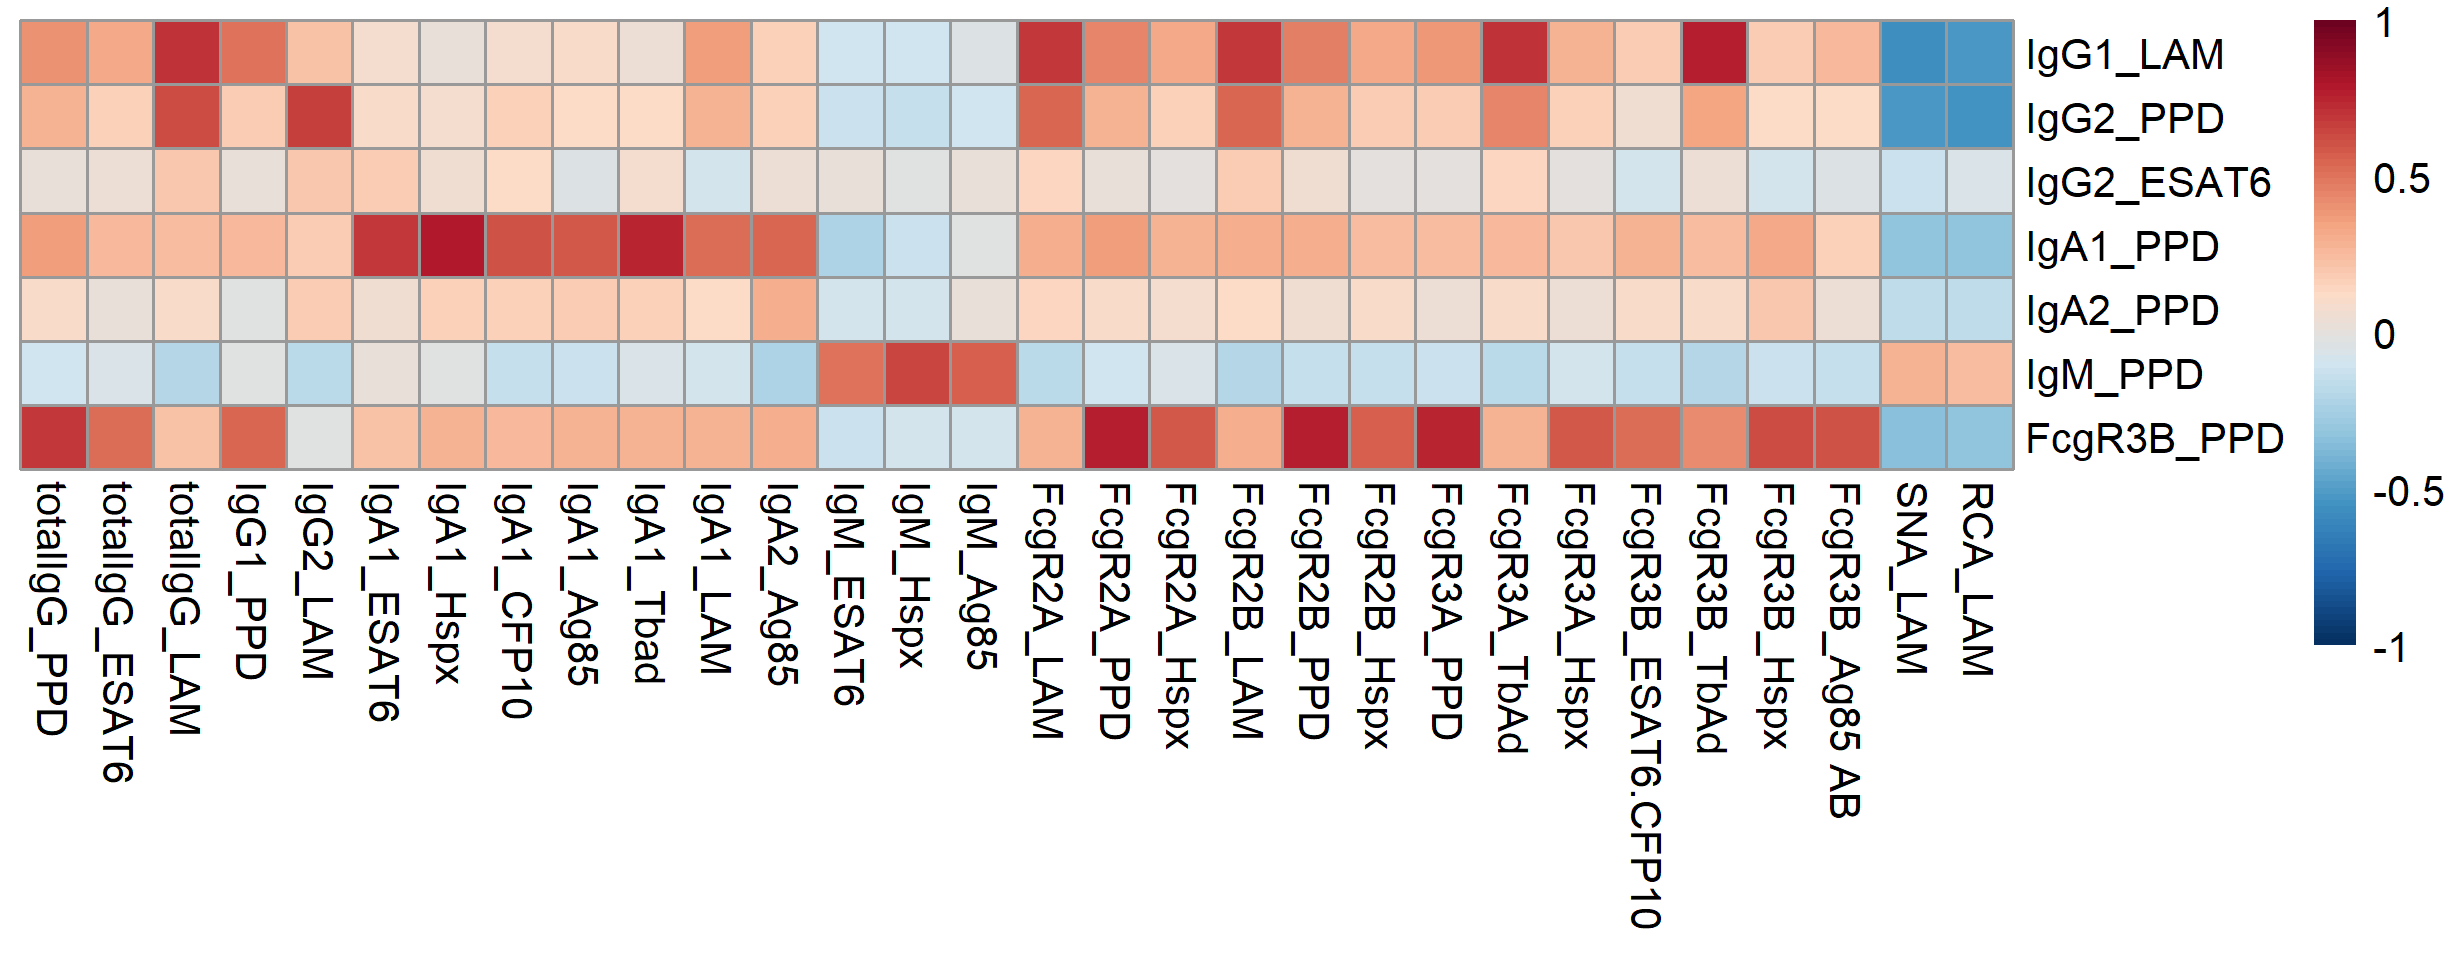 IgG1_LAM
IgG2_PPD
IgG2_ESAT6
IgA1_PPD
IgA2_PPD
IgM_PPD
FcgR3B_PPD
1
0.5
0
-0.5
-1
totalIgG_PPD
totalIgG_ESAT6
totalIgG_LAM
IgG1_PPD
IgG2_LAM
IgA1_ESAT6
IgA1_Hspx
IgA1_CFP10
IgA1_Ag85
IgA1_Tbad
IgA1_LAM
IgA2_Ag85
IgM_ESAT6
IgM_Hspx
IgM_Ag85
FcgR2A_LAM
FcgR2A_PPD
FcgR2A_Hspx
FcgR2B_LAM
FcgR2B_PPD
FcgR2B_Hspx
FcgR3A_PPD
FcgR3A_TbAd
FcgR3A_Hspx
FcgR3B_ESAT6.CFP10
FcgR3B_TbAd
FcgR3B_Hspx
FcgR3B_Ag85 AB
SNA_LAM
RCA_LAM